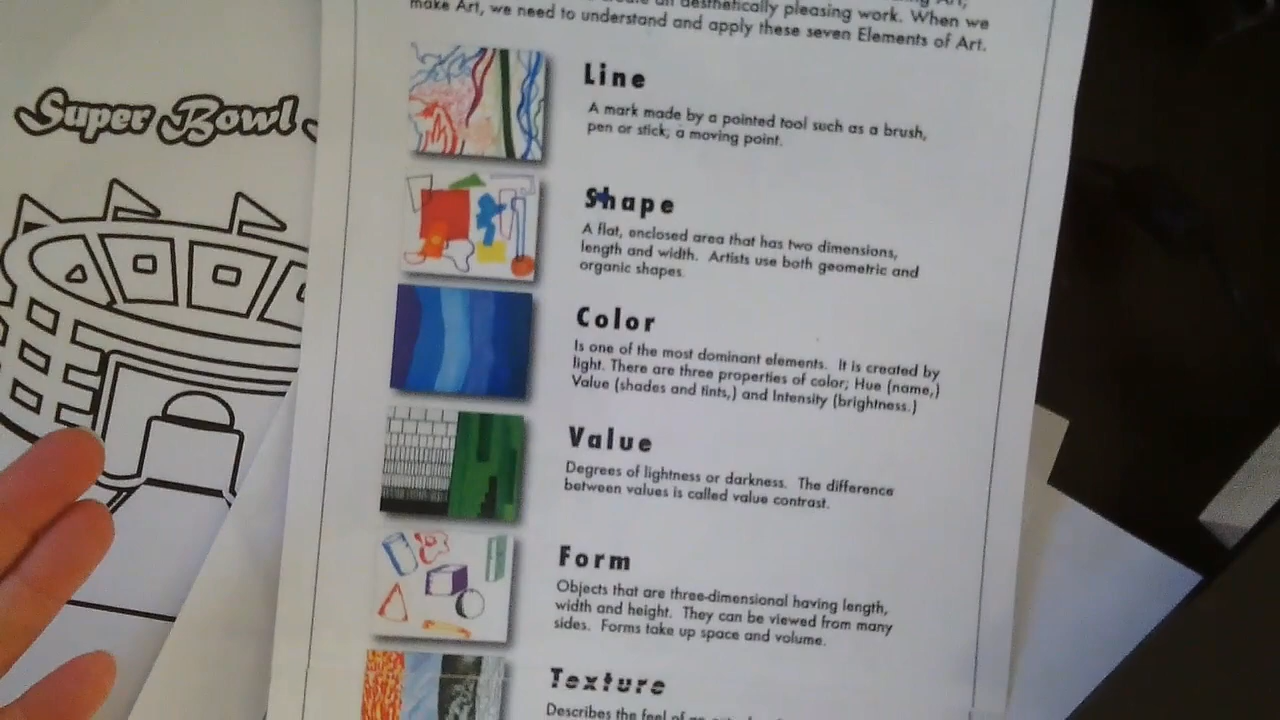 aesthetically pleasing work. When we
make Art, we need to understand and apply these seven Elements of Art.
Super Bowl
Line
A mark made by a pointed tool such as a brush,
pen or stick; a moving point.
Shape
A flat, enclosed area that has two dimensions,
length and width. Artists use both geometric and
organic shapes.
Color
Is one of the most dominant elements. It is created by
light. There are three properties of color; Hue (name,)
Value (shades and tints,) and Intensity (brightness.)
Value
Degrees of lightness or darkness. The difference
between values is called value contrast.
Form
Objects that are three-dimensional having length,
width and height. They can be viewed from many
sides. Forms take up space and volume.
Texture
Describes the feel of